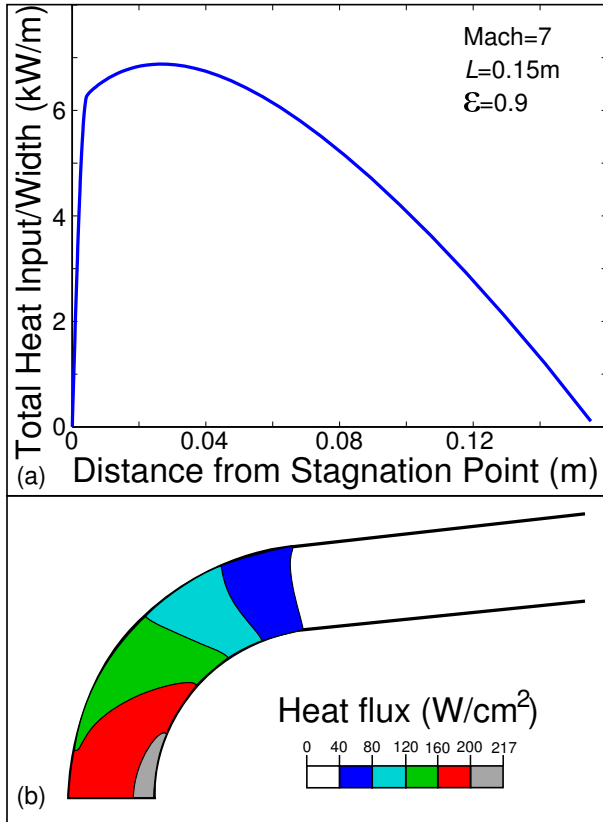 Total Heat Input/Width (kW/m)
6
4
2
0
Mach=7
L=0.15m
ε=0.9
0 0.04 0.08 0.12
(a) Distance from Stagnation Point (m)
Heat flux (W/cm²)
0 40 80 120 160 200 217
(b)